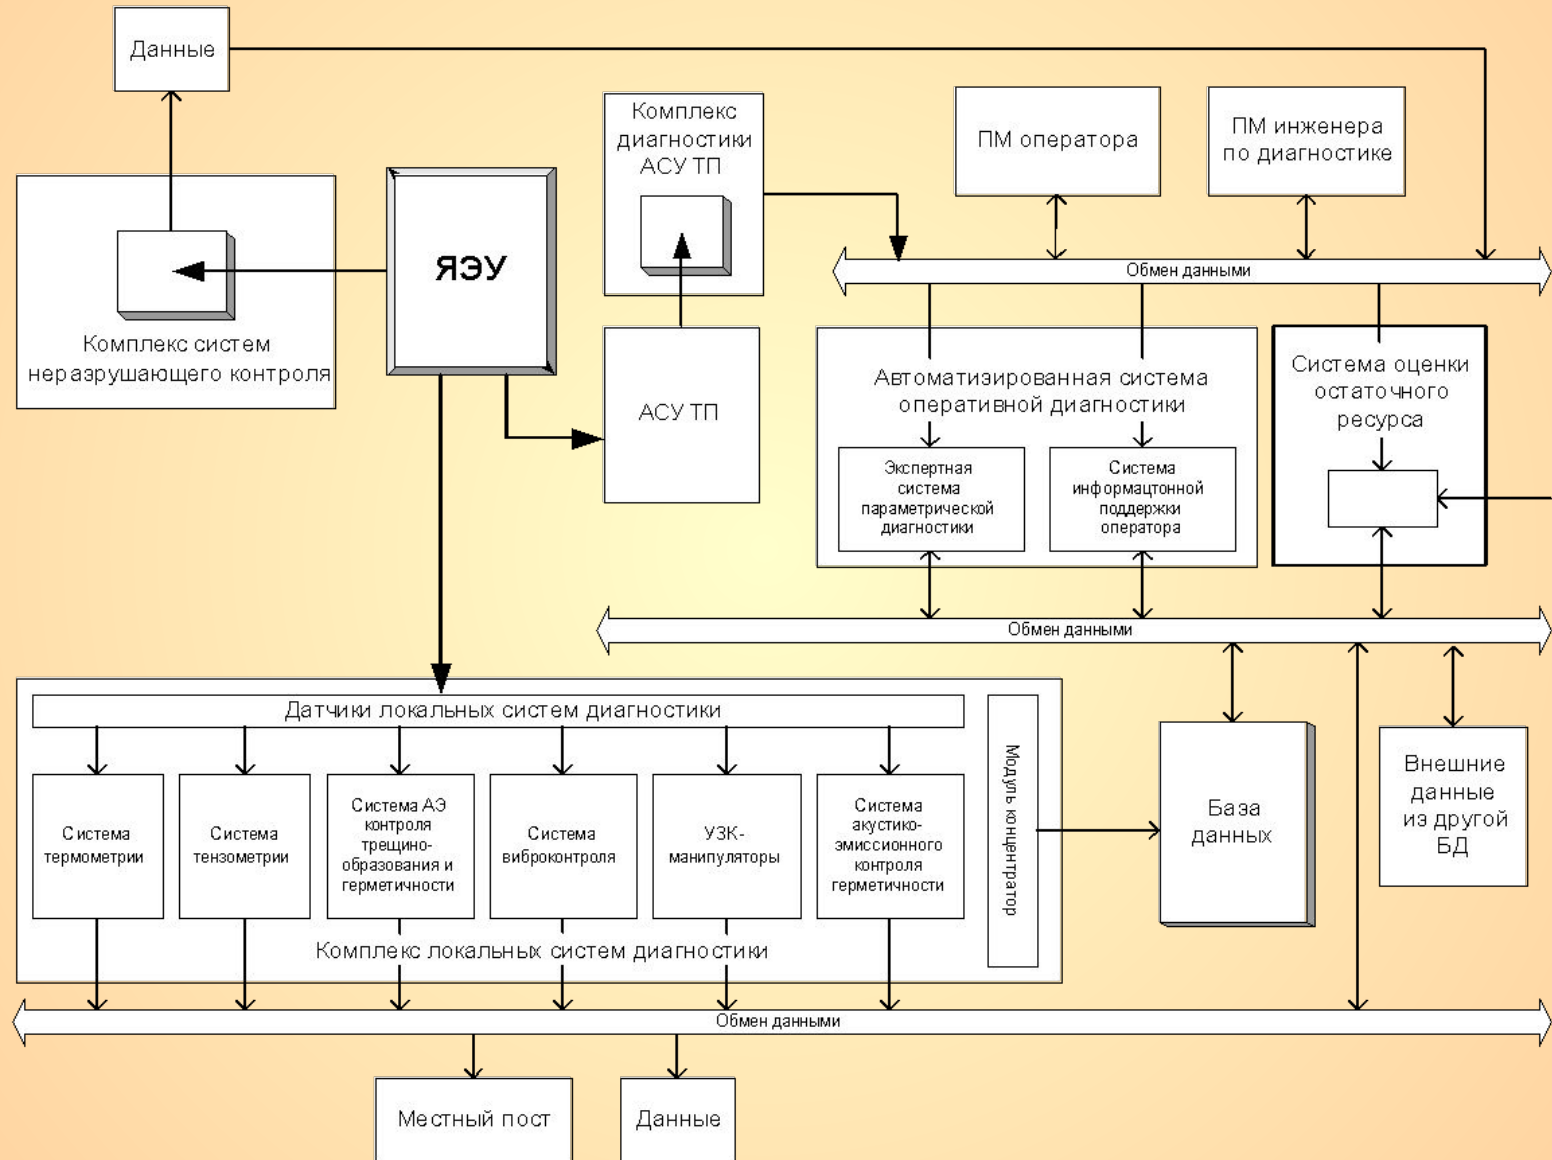 Данные
Комплекс
диагностики
АСУ ТП
ПМ оператора
ПМ инженера
по диагностике
ЯЭУ
Обмен данными
Комплекс систем
неразрушающего контроля
АСУ ТП
Автоматизированная система
оперативной диагностики
Система оценки
остаточного
ресурса
Экспертная
система
параметрической
диагностики
Система
информацтонной
поддержки
оператора
Обмен данными
Датчики локальных систем диагностики
Система
термометрии
Система
тензометрии
Система АЭ
контроля
трещино-
образования и
герметичности
Система
виброконтроля
УЗК-
манипуляторы
Система
акустико-
эмиссионного
контроля
герметичности
Модуль концентратор
База
данных
Внешние
данные
из другой
БД
Комплекс локальных систем диагностики
Обмен данными
Местный пост
Данные